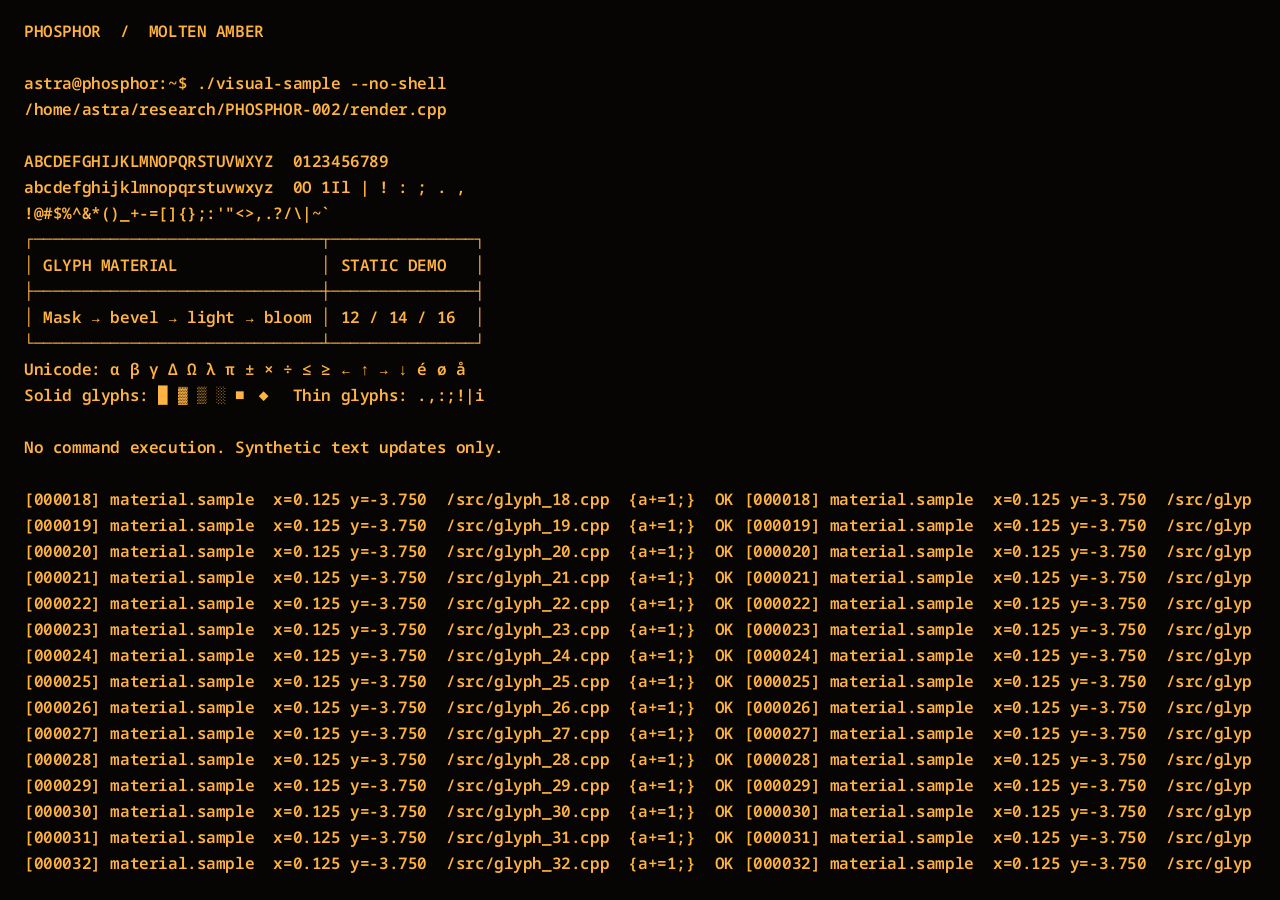 PHOSPHOR  /  MOLTEN AMBER
astra@phosphor:~$ ./visual-sample --no-shell
/home/astra/research/PHOSPHOR-002/render.cpp
ABCDEFGHIJKLMNOPQRSTUVWXYZ  0123456789
abcdefghijklmnopqrstuvwxyz  0O 1Il | ! : ; . ,
!@#$%^&*()_+-=[]{};:'"<>,.?/\|~`
┌──────────────────────────────┬───────────────┐
│ GLYPH MATERIAL               │ STATIC DEMO   │
├──────────────────────────────┼───────────────┤
│ Mask → bevel → light → bloom │ 12 / 14 / 16  │
└──────────────────────────────┴───────────────┘
Unicode: α β γ Δ Ω λ π ± × ÷ ≤ ≥ ← ↑ → ↓ é ø å
Solid glyphs: █ ▓ ▒ ░ ■ ◆  Thin glyphs: .,:;!|i
No command execution. Synthetic text updates only.
[000018] material.sample  x=0.125 y=-3.750  /src/glyph_18.cpp  {a+=1;}  OK [000018] material.sample  x=0.125 y=-3.750  /src/glyp
[000019] material.sample  x=0.125 y=-3.750  /src/glyph_19.cpp  {a+=1;}  OK [000019] material.sample  x=0.125 y=-3.750  /src/glyp
[000020] material.sample  x=0.125 y=-3.750  /src/glyph_20.cpp  {a+=1;}  OK [000020] material.sample  x=0.125 y=-3.750  /src/glyp
[000021] material.sample  x=0.125 y=-3.750  /src/glyph_21.cpp  {a+=1;}  OK [000021] material.sample  x=0.125 y=-3.750  /src/glyp
[000022] material.sample  x=0.125 y=-3.750  /src/glyph_22.cpp  {a+=1;}  OK [000022] material.sample  x=0.125 y=-3.750  /src/glyp
[000023] material.sample  x=0.125 y=-3.750  /src/glyph_23.cpp  {a+=1;}  OK [000023] material.sample  x=0.125 y=-3.750  /src/glyp
[000024] material.sample  x=0.125 y=-3.750  /src/glyph_24.cpp  {a+=1;}  OK [000024] material.sample  x=0.125 y=-3.750  /src/glyp
[000025] material.sample  x=0.125 y=-3.750  /src/glyph_25.cpp  {a+=1;}  OK [000025] material.sample  x=0.125 y=-3.750  /src/glyp
[000026] material.sample  x=0.125 y=-3.750  /src/glyph_26.cpp  {a+=1;}  OK [000026] material.sample  x=0.125 y=-3.750  /src/glyp
[000027] material.sample  x=0.125 y=-3.750  /src/glyph_27.cpp  {a+=1;}  OK [000027] material.sample  x=0.125 y=-3.750  /src/glyp
[000028] material.sample  x=0.125 y=-3.750  /src/glyph_28.cpp  {a+=1;}  OK [000028] material.sample  x=0.125 y=-3.750  /src/glyp
[000029] material.sample  x=0.125 y=-3.750  /src/glyph_29.cpp  {a+=1;}  OK [000029] material.sample  x=0.125 y=-3.750  /src/glyp
[000030] material.sample  x=0.125 y=-3.750  /src/glyph_30.cpp  {a+=1;}  OK [000030] material.sample  x=0.125 y=-3.750  /src/glyp
[000031] material.sample  x=0.125 y=-3.750  /src/glyph_31.cpp  {a+=1;}  OK [000031] material.sample  x=0.125 y=-3.750  /src/glyp
[000032] material.sample  x=0.125 y=-3.750  /src/glyph_32.cpp  {a+=1;}  OK [000032] material.sample  x=0.125 y=-3.750  /src/glyp